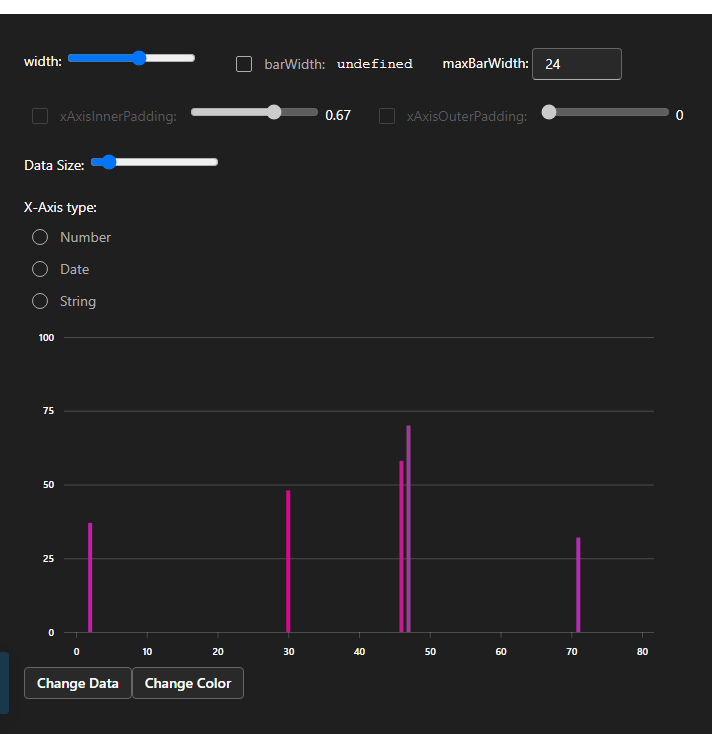 width: barWidth: undefined maxBarWidth: 24
xAxisInnerPadding: 0.67 xAxisOuterPadding: 0
Data Size:
X-Axis type:
Number
Date
String
100
75
50
25
0
0 10 20 30 40 50 60 70 80
Change Data Change Color